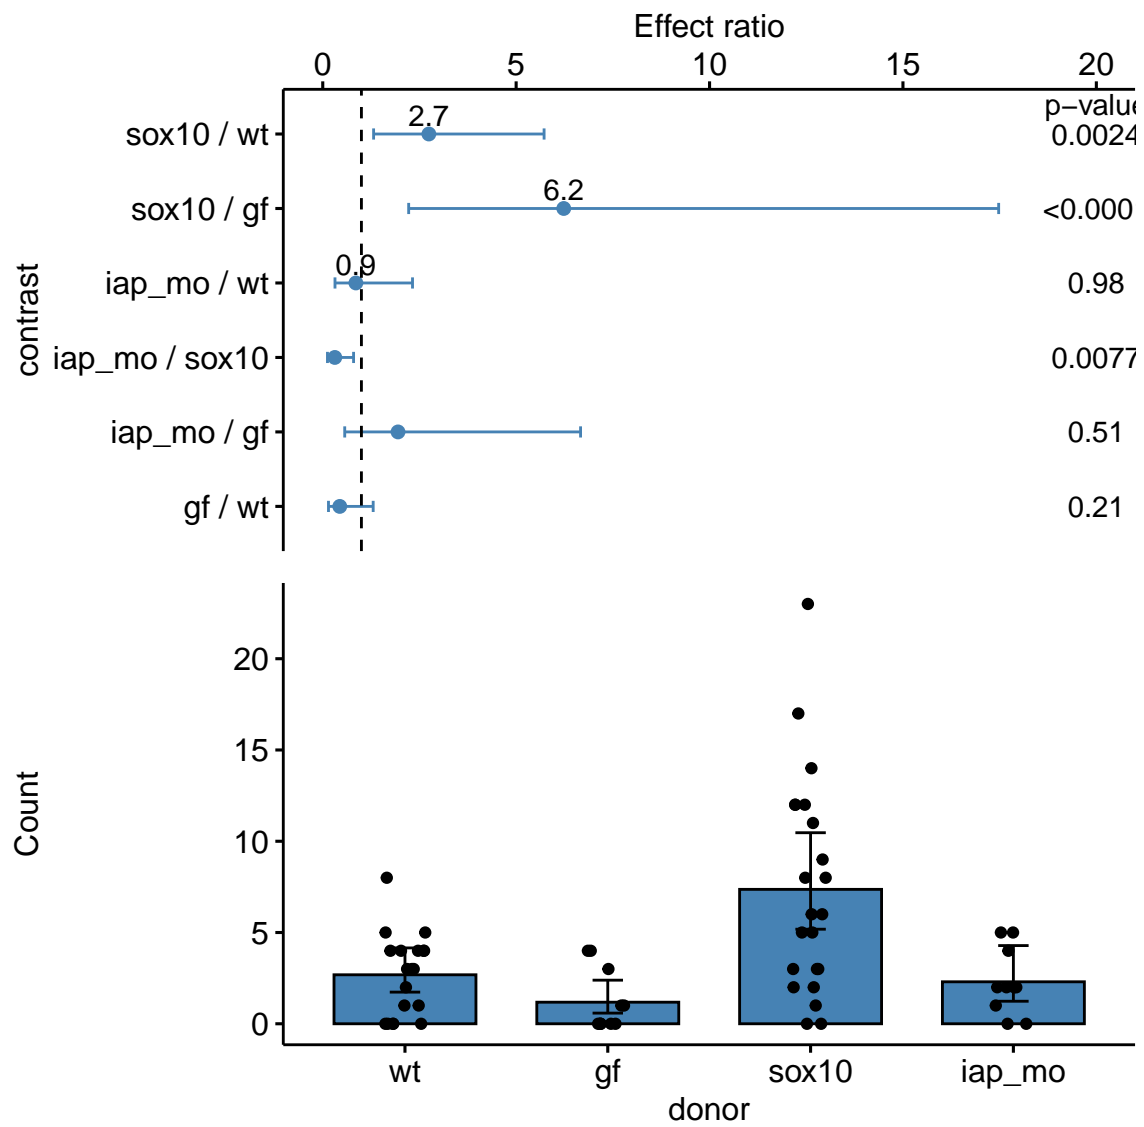 Effect ratio
0 5 10 15 20
p−value
sox10 / wt 2.7 0.0024
sox10 / gf 6.2 <0.000
iap_mo / wt 0.9 0.98
iap_mo / sox10 0.0077
iap_mo / gf 0.51
gf / wt 0.21
contrast
20
15
10
5
0
Count
wt gf sox10 iap_mo
donor